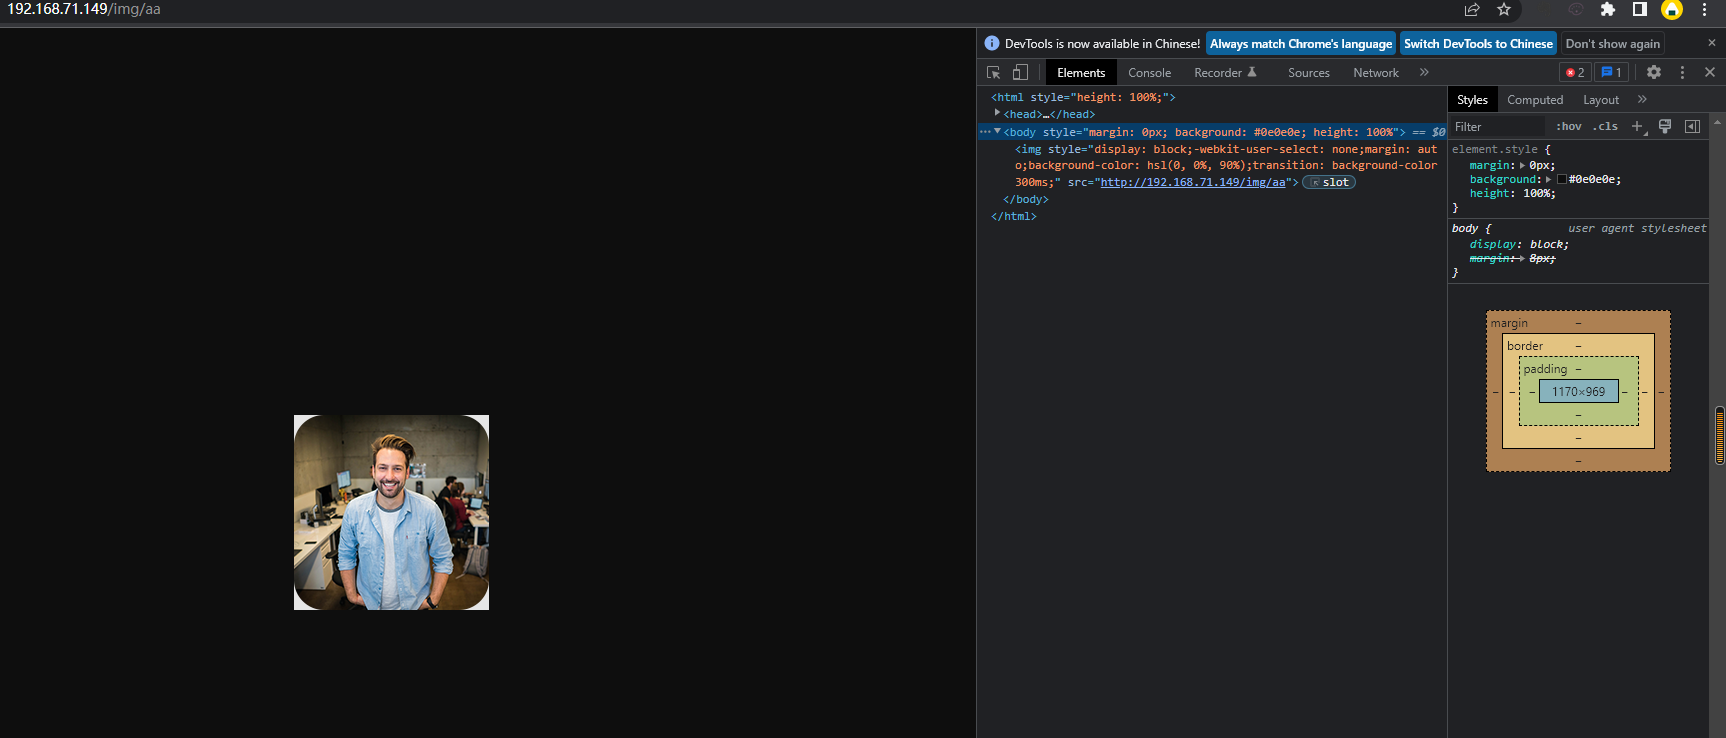 192.168.71.149/img/aa
DevTools is now available in Chinese! Always match Chrome's language Switch DevTools to Chinese Don't show again
Elements Console Recorder Sources Network 2 1
<html style="height: 100%;">
<head>…</head>
<body style="margin: 0px; background: #0e0e0e; height: 100%"> == $0
<img style="display: block;-webkit-user-select: none;margin: aut
o;background-color: hsl(0, 0%, 90%);transition: background-color
300ms;" src="http://192.168.71.149/img/aa"> slot
</body>
</html>
Styles Computed Layout
Filter :hov .cls
element.style {
margin: 0px;
background: #0e0e0e;
height: 100%;
}
body { user agent stylesheet
display: block;
margin: 8px;
}
margin –
border –
padding –
– – – 1170×969 – – –
–
–
–